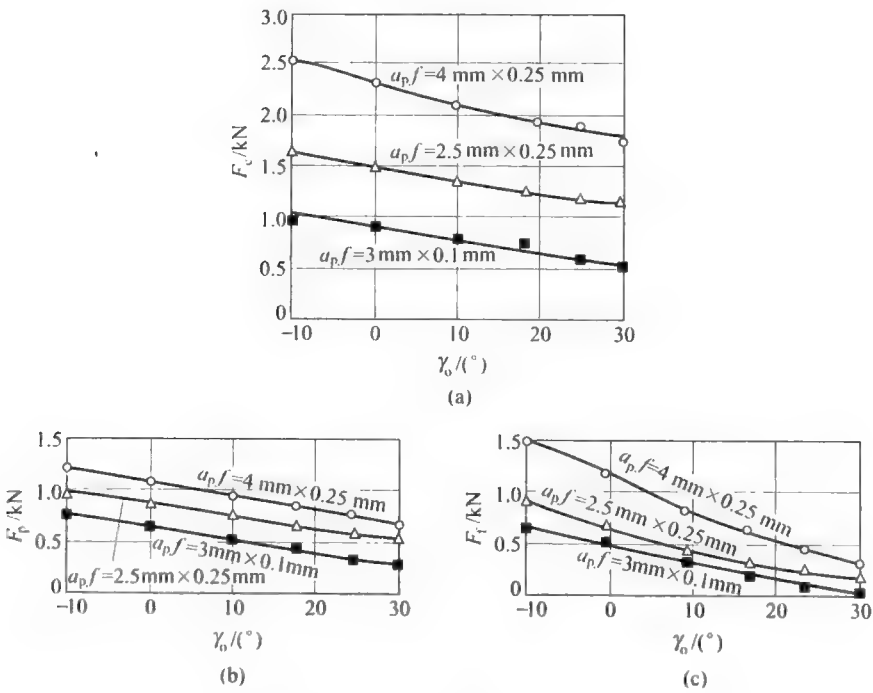 3.0
2.5
2.0
1.5
1.0
0.5
0
F_c/kN
a_p.f=4 mm×0.25 mm
a_p.f=2.5 mm×0.25 mm
a_p.f=3 mm×0.1 mm
-10 0 10 20 30
γ_o/(°)
(a)
1.5
1.0
0.5
0
F_p/kN
a_p.f=4 mm×0.25 mm
a_p.f=3mm×0.1mm
a_p.f=2.5mm×0.25mm
-10 0 10 20 30
γ_o/(°)
(b)
1.5
1.0
0.5
0
F_f/kN
a_p.f=4 mm×0.25mm
a_p.f=2.5mm×0.25mm
a_p.f=3mm×0.1mm
-10 0 10 20 30
γ_o/(°)
(c)